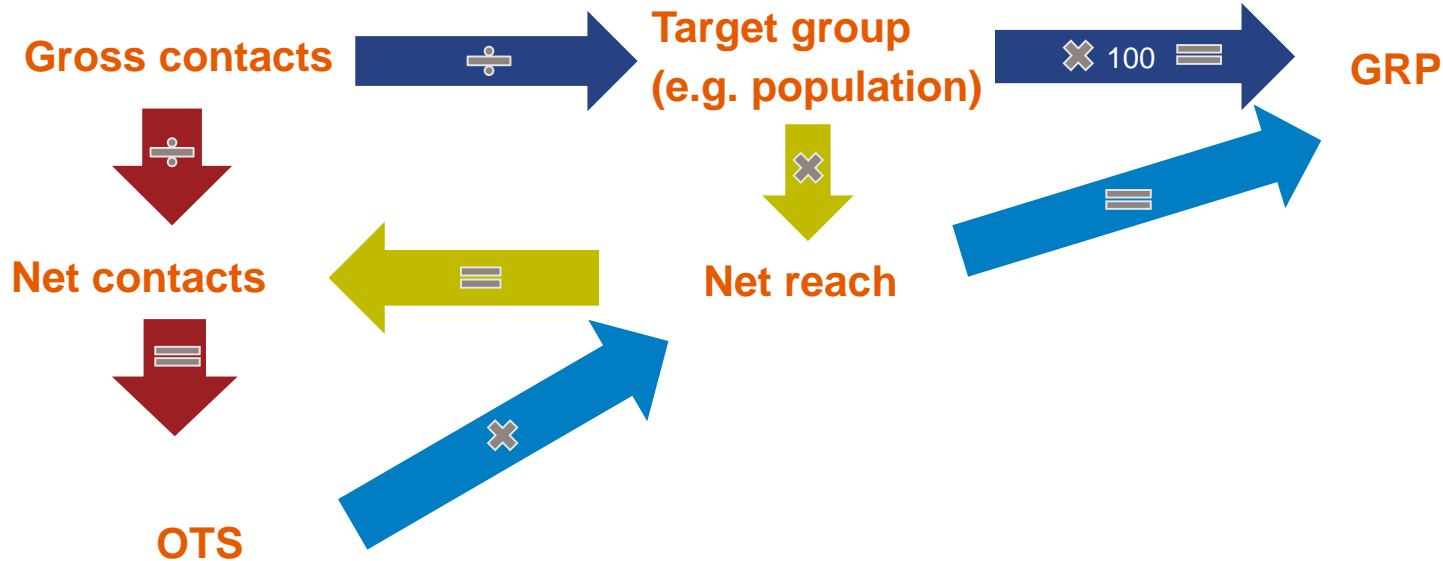 Gross contacts
÷
Target group
(e.g. population)
× 100 =
GRP
÷
×
=
Net contacts
=
Net reach
=
×
OTS